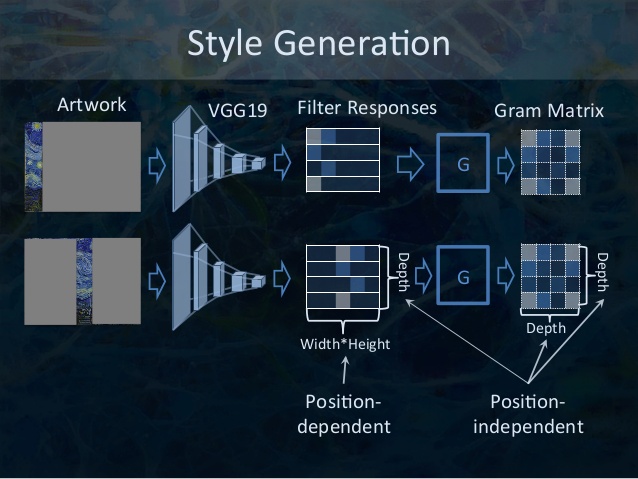 Style Generation
Artwork
VGG19
Filter Responses
Gram Matrix
G
Depth
G
Depth
Width*Height
Depth
Position-
dependent
Position-
independent